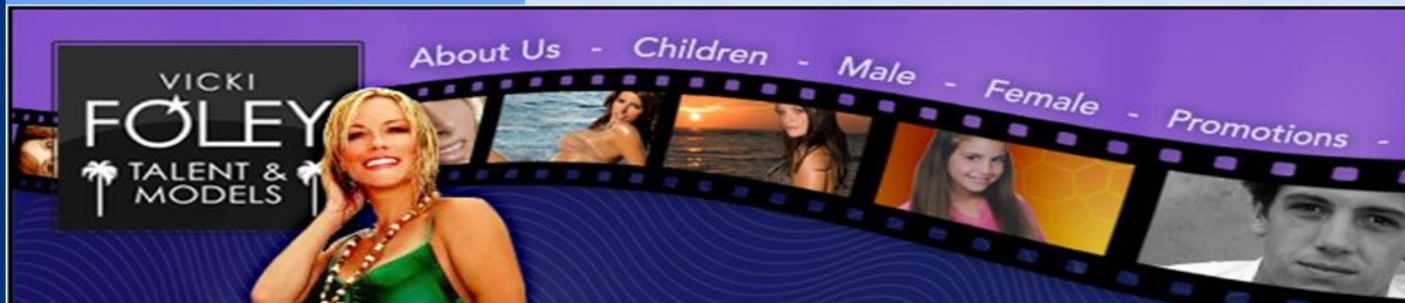 VICKI
FOLEY
TALENT &
MODELS
About Us - Children - Male - Female - Promotions -